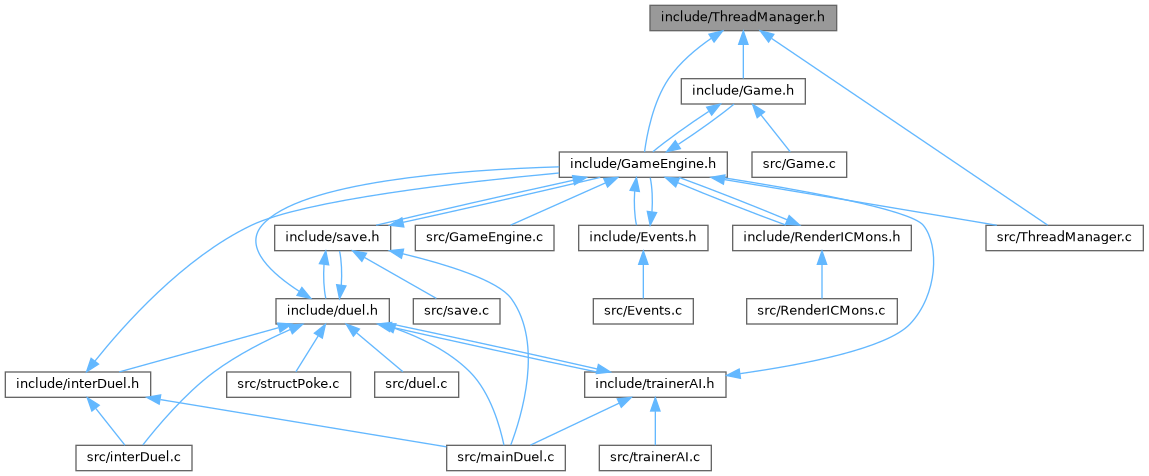 include/ThreadManager.h
include/Game.h
include/GameEngine.h
src/Game.c
include/save.h
src/GameEngine.c
include/Events.h
include/RenderICMons.h
src/ThreadManager.c
include/duel.h
src/save.c
src/Events.c
src/RenderICMons.c
include/interDuel.h
src/structPoke.c
src/duel.c
include/trainerAI.h
src/interDuel.c
src/mainDuel.c
src/trainerAI.c